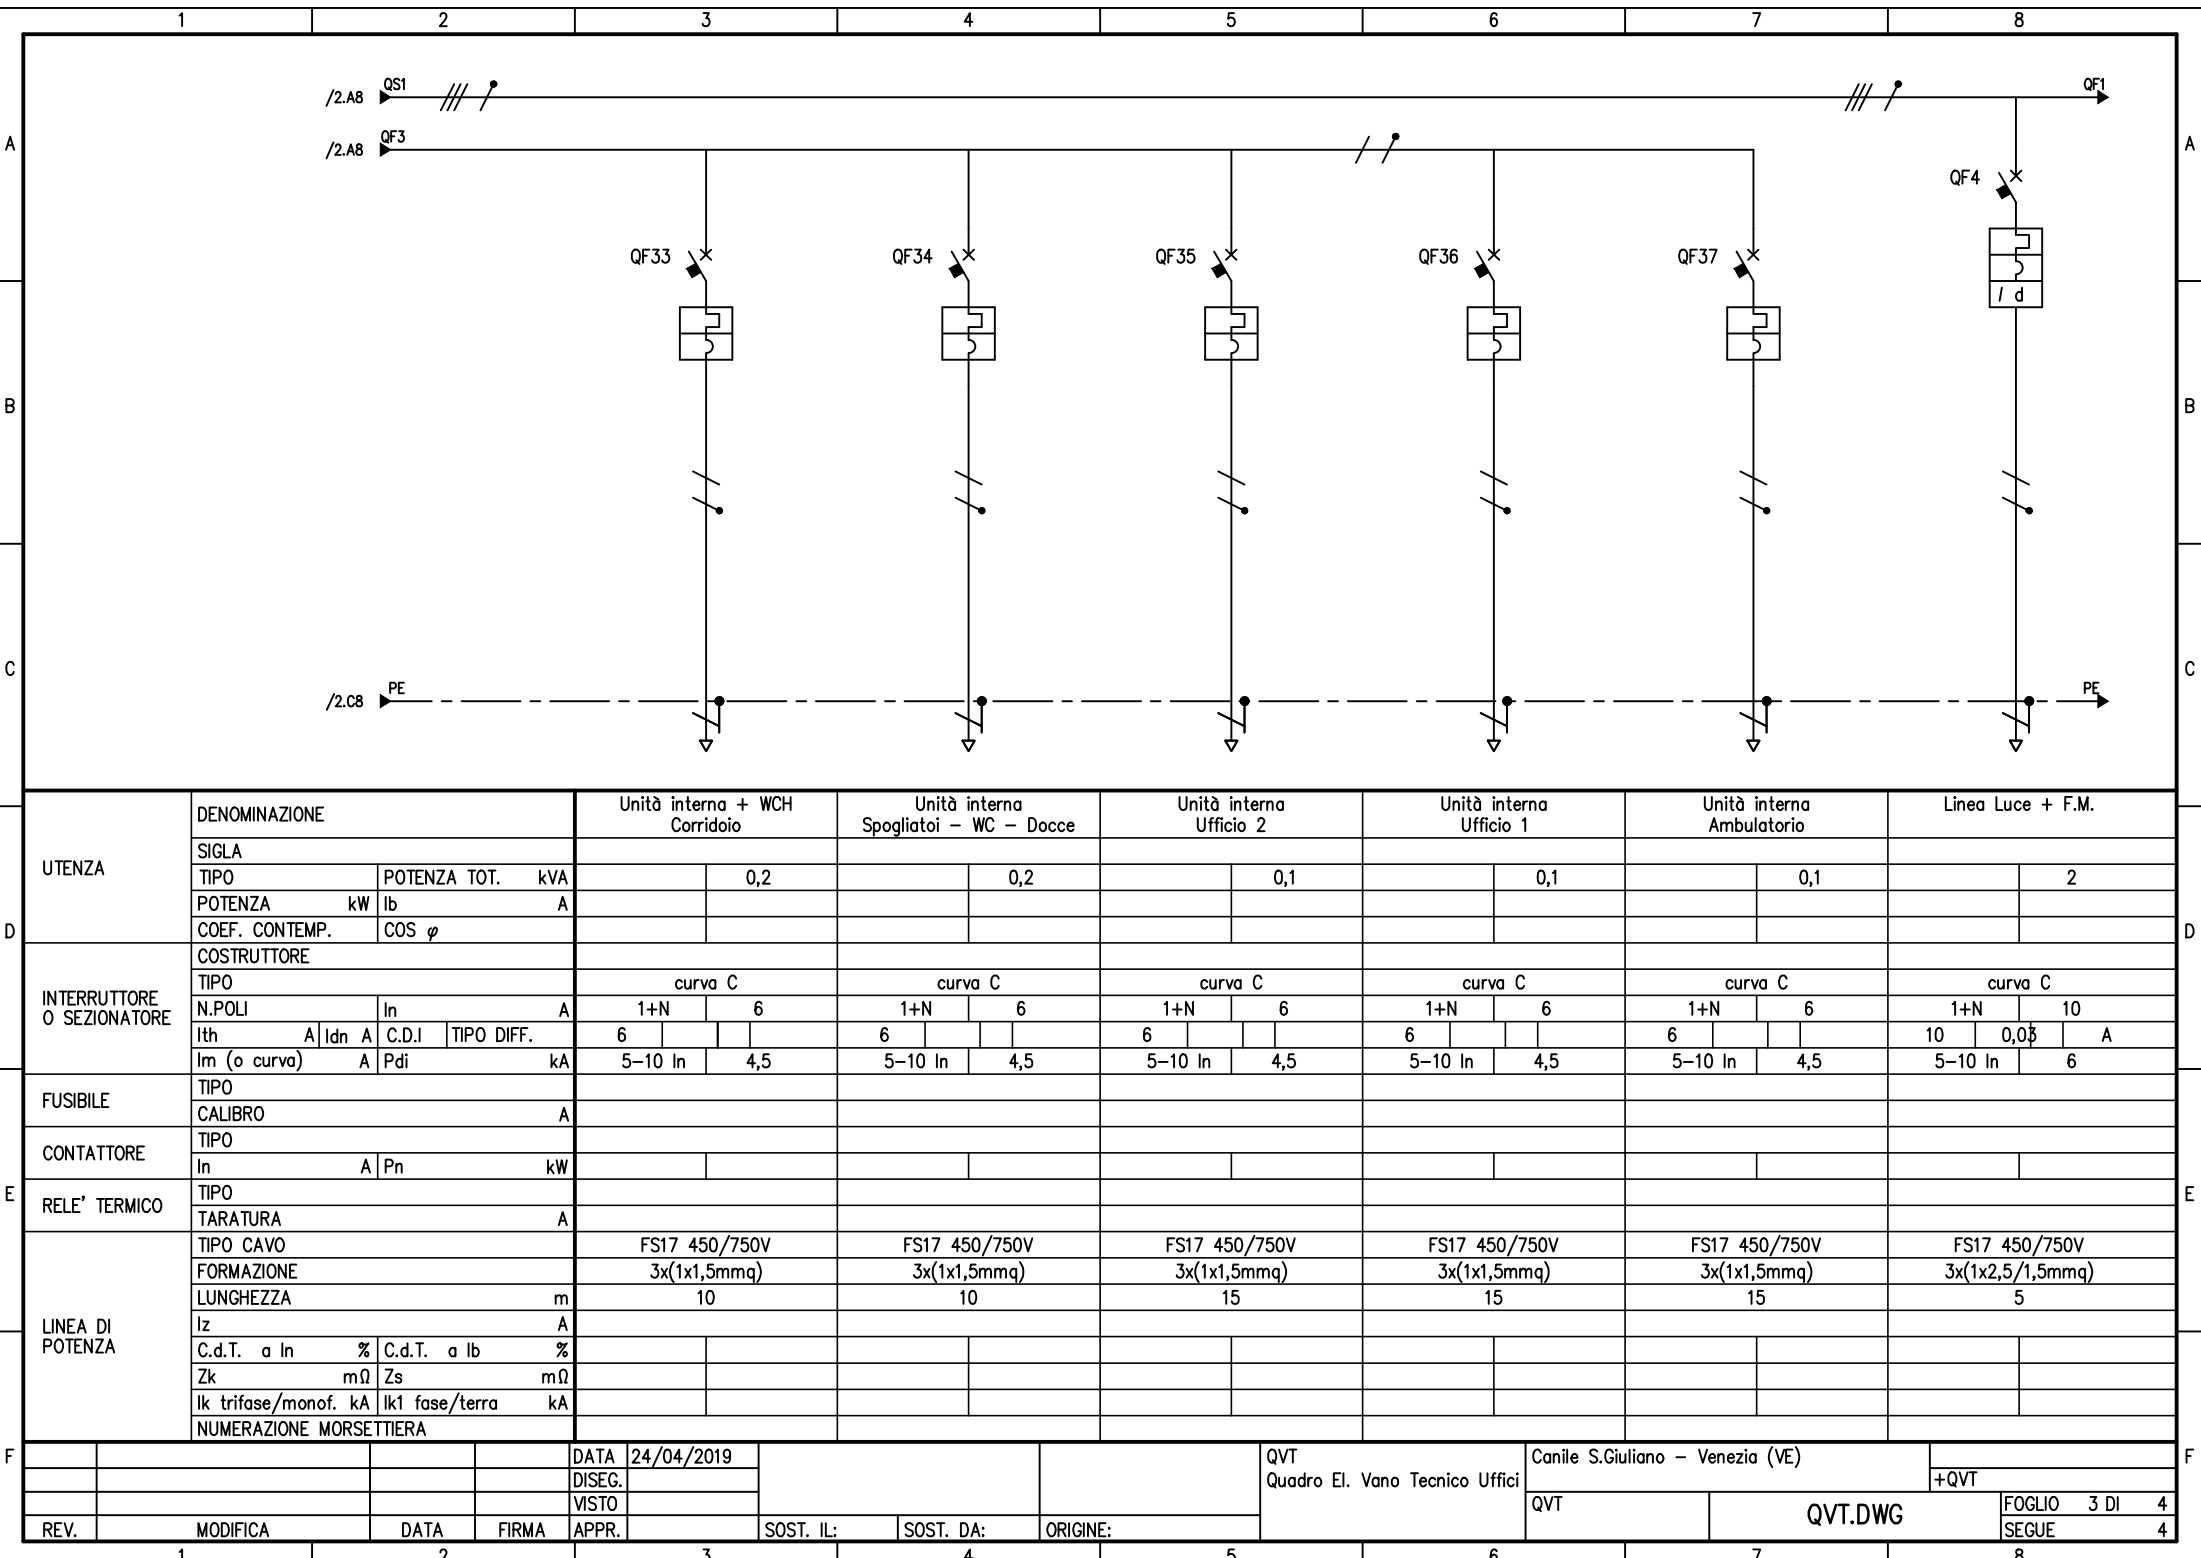 1 2 3 4 5 6 7 8
/2.A8 QS1 QF1
/2.A8 QF3
A A
QF4
QF33 QF34 QF35 QF36 QF37
I d
B B
C C
/2.C8 PE PE
UTENZA
DENOMINAZIONE Unità interna + WCH Unità interna Unità interna Unità interna Unità interna Linea Luce + F.M.
Corridoio Spogliatoi - WC - Docce Ufficio 2 Ufficio 1 Ambulatorio
SIGLA
TIPO POTENZA TOT. kVA 0,2 0,2 0,1 0,1 0,1 2
POTENZA kW Ib A
D COEF. CONTEMP. COS φ D
INTERRUTTORE
O SEZIONATORE
COSTRUTTORE
TIPO curva C curva C curva C curva C curva C curva C
N.POLI In A 1+N 6 1+N 6 1+N 6 1+N 6 1+N 6 1+N 10
Ith A Idn A C.D.I TIPO DIFF. 6 6 6 6 6 10 0,03 A
Im (o curva) A Pdi kA 5-10 In 4,5 5-10 In 4,5 5-10 In 4,5 5-10 In 4,5 5-10 In 4,5 5-10 In 6
FUSIBILE
TIPO
CALIBRO A
CONTATTORE
TIPO
In A Pn kW
E RELE' TERMICO E
TIPO
TARATURA A
LINEA DI
POTENZA
TIPO CAVO FS17 450/750V FS17 450/750V FS17 450/750V FS17 450/750V FS17 450/750V FS17 450/750V
FORMAZIONE 3x(1x1,5mmq) 3x(1x1,5mmq) 3x(1x1,5mmq) 3x(1x1,5mmq) 3x(1x1,5mmq) 3x(1x2,5/1,5mmq)
LUNGHEZZA m 10 10 15 15 15 5
Iz A
C.d.T. a In % C.d.T. a Ib %
Zk mΩ Zs mΩ
Ik trifase/monof. kA Ik1 fase/terra kA
NUMERAZIONE MORSETTIERA
F F
DATA 24/04/2019 QVT Canile S.Giuliano - Venezia (VE)
DISEG. Quadro El. Vano Tecnico Uffici +QVT
VISTO QVT QVT.DWG FOGLIO 3 DI 4
REV. MODIFICA DATA FIRMA APPR. SOST. IL: SOST. DA: ORIGINE: SEGUE 4
1 2 3 4 5 6 7 8